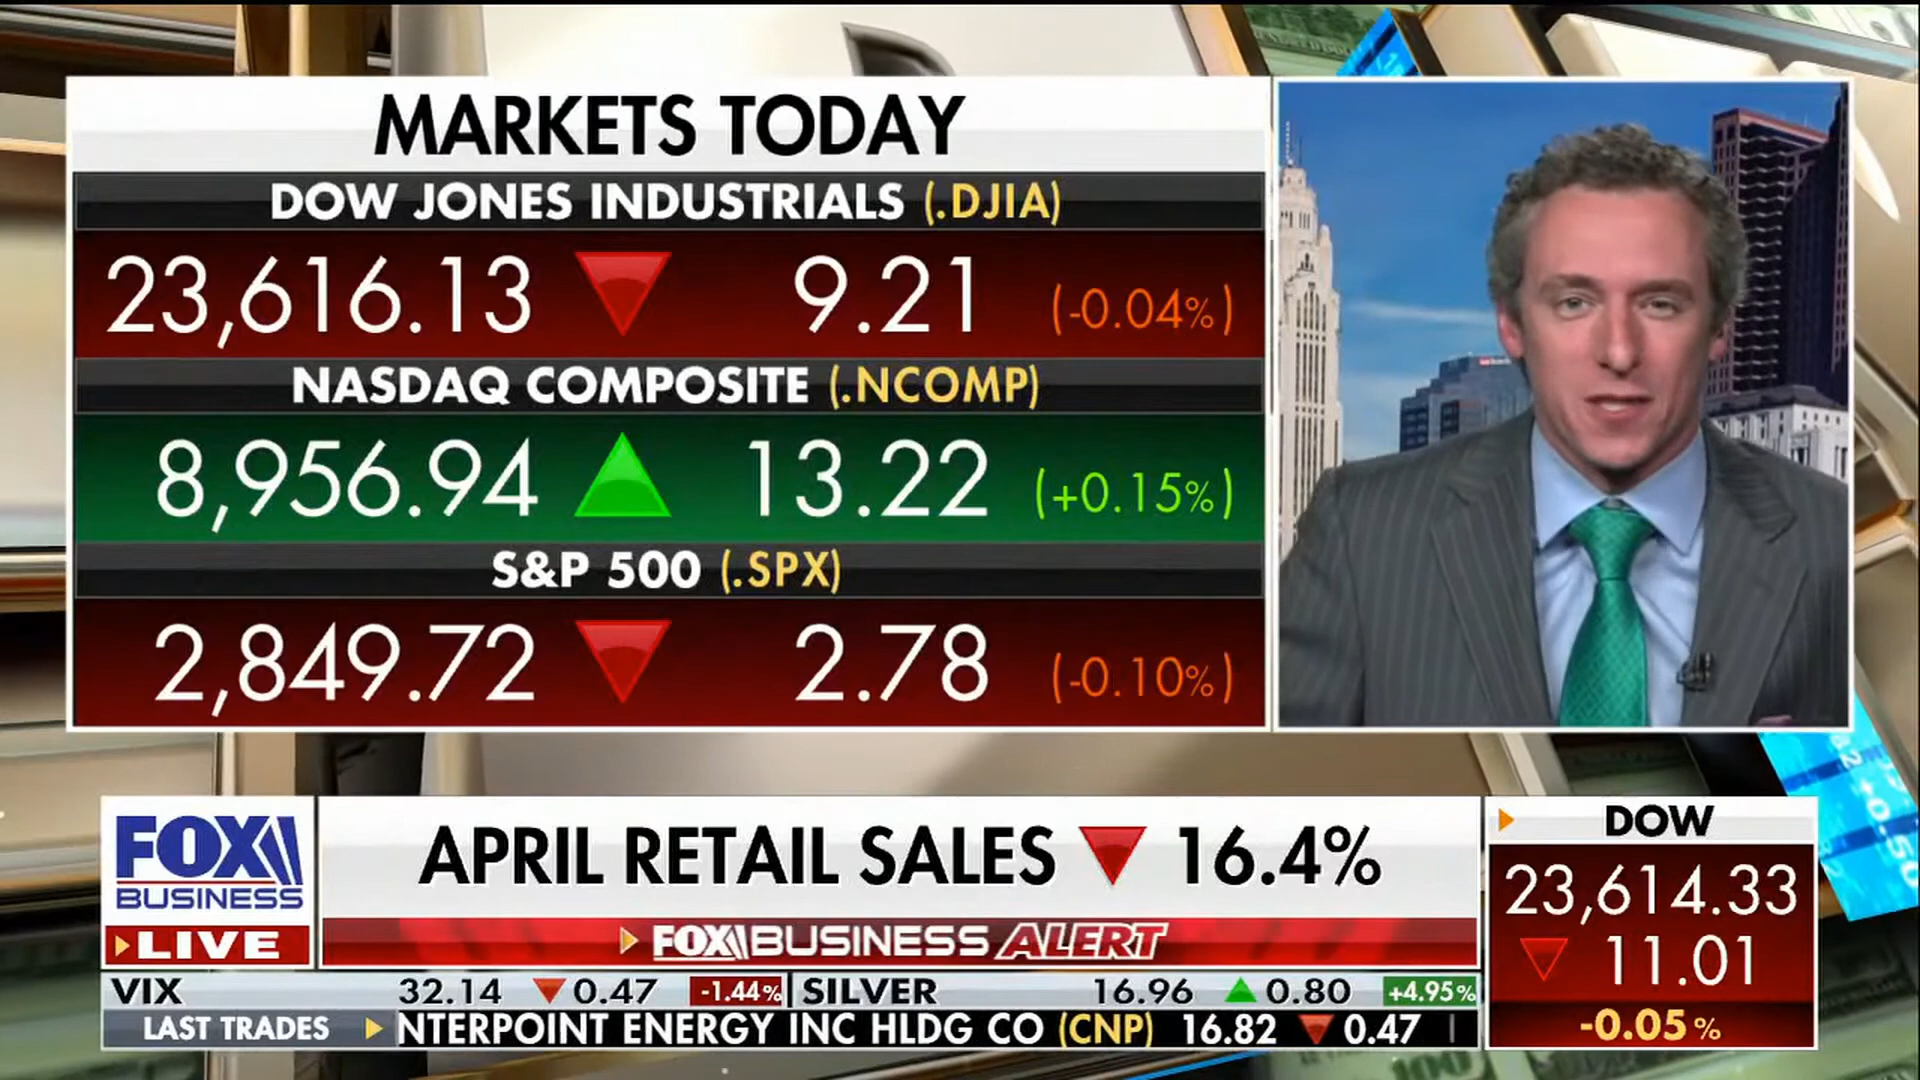 MARKETS TODAY
DOW JONES INDUSTRIALS (.DJIA)
23,616.13 9.21 (-0.04%)
NASDAQ COMPOSITE (.NCOMP)
8,956.94 13.22 (+0.15%)
S&P 500 (.SPX)
2,849.72 2.78 (-0.10%)
FOX
BUSINESS
LIVE
APRIL RETAIL SALES 16.4%
FOX BUSINESS ALERT
DOW
23,614.33
11.01
-0.05%
VIX 32.14 0.47 -1.44% SILVER 16.96 0.80 +4.95%
LAST TRADES NTERPOINT ENERGY INC HLDG CO (CNP) 16.82 0.47